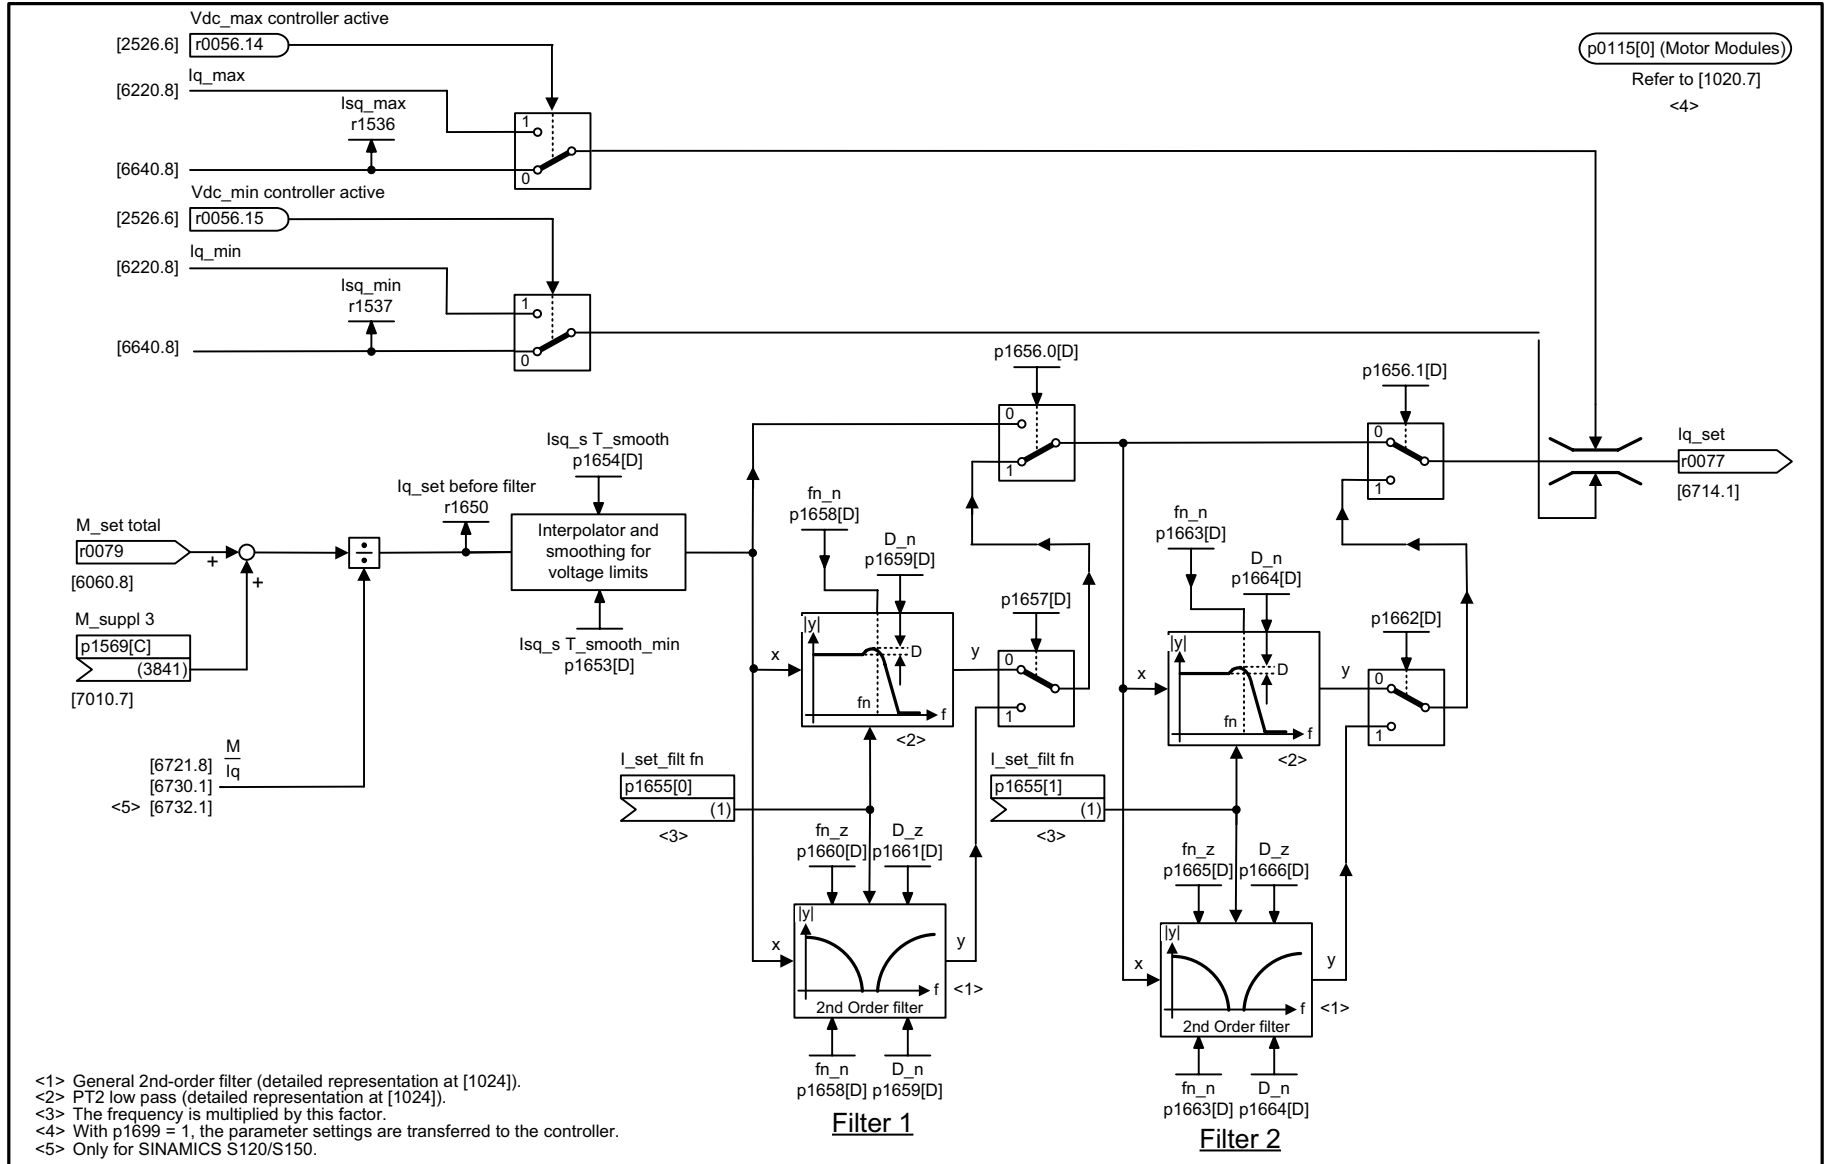 Vdc_max controller active
[2526.6] r0056.14
p0115[0] (Motor Modules)
Refer to [1020.7]
<4>
Iq_max
[6220.8]
Isq_max
r1536
1
[6640.8]
0
Vdc_min controller active
[2526.6] r0056.15
Iq_min
[6220.8]
Isq_min
r1537
1
[6640.8]
0
p1656.0[D]
0
1
p1656.1[D]
0
1
Iq_set
r0077
[6714.1]
Isq_s T_smooth
p1654[D]
Iq_set before filter
r1650
Interpolator and
smoothing for
voltage limits
Isq_s T_smooth_min
p1653[D]
M_set total
r0079
+
÷
[6060.8]
+
M_suppl 3
p1569[C]
(3841)
[7010.7]
M
Iq
[6721.8]
[6730.1]
<5> [6732.1]
fn_n
p1658[D]
D_n
p1659[D]
|y|
D
x
y
fn
f
<2>
p1657[D]
0
1
I_set_filt fn
p1655[0]
(1)
<3>
fn_z
p1660[D]
D_z
p1661[D]
|y|
x
y
f
<1>
2nd Order filter
fn_n
p1658[D]
D_n
p1659[D]
Filter 1
fn_n
p1663[D]
D_n
p1664[D]
|y|
D
x
y
fn
f
<2>
p1662[D]
0
1
I_set_filt fn
p1655[1]
(1)
<3>
fn_z
p1665[D]
D_z
p1666[D]
|y|
x
y
f
<1>
2nd Order filter
fn_n
p1663[D]
D_n
p1664[D]
Filter 2
<1> General 2nd-order filter (detailed representation at [1024]).
<2> PT2 low pass (detailed representation at [1024]).
<3> The frequency is multiplied by this factor.
<4> With p1699 = 1, the parameter settings are transferred to the controller.
<5> Only for SINAMICS S120/S150.